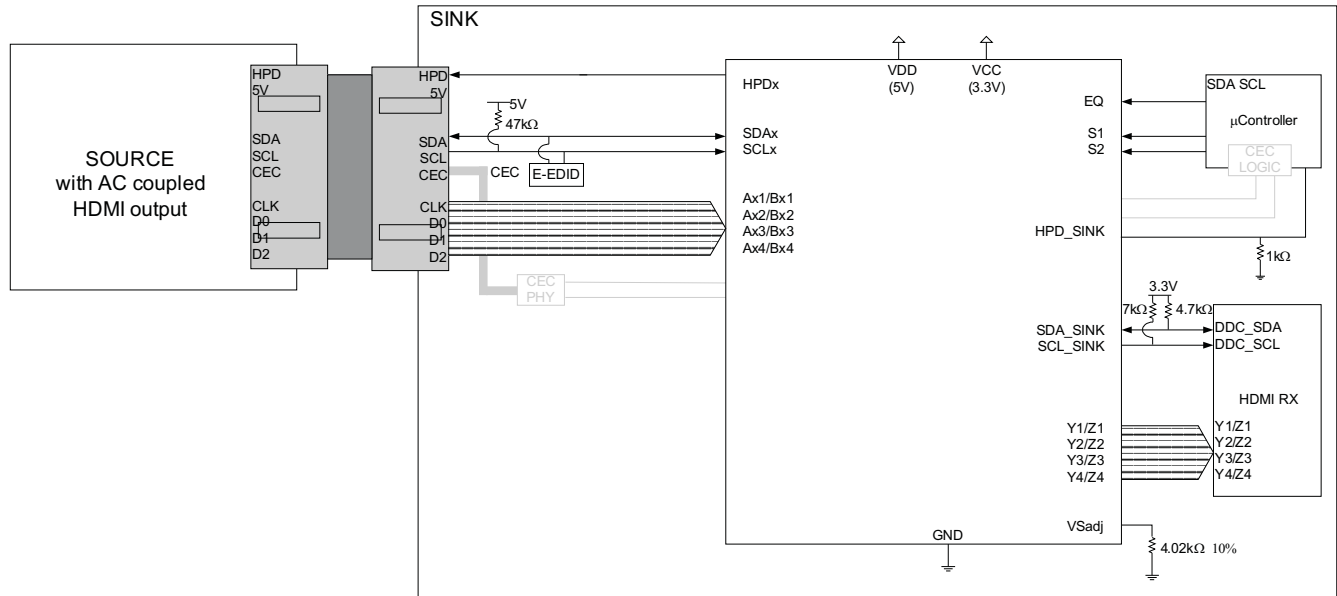 SINK
SOURCE
with AC coupled
HDMI output
HPD
5V
SDA
SCL
CEC
CLK
D0
D1
D2
HPD
5V
SDA
SCL
CEC
CLK
D0
D1
D2
5V
47kΩ
CEC
E-EDID
CEC
PHY
HPDx
SDAx
SCLx
Ax1/Bx1
Ax2/Bx2
Ax3/Bx3
Ax4/Bx4
VDD
(5V)
VCC
(3.3V)
EQ
S1
S2
HPD_SINK
SDA_SINK
SCL_SINK
Y1/Z1
Y2/Z2
Y3/Z3
Y4/Z4
VSadj
GND
SDA SCL
µController
CEC
LOGIC
1kΩ
3.3V
7kΩ 4.7kΩ
DDC_SDA
DDC_SCL
HDMI RX
Y1/Z1
Y2/Z2
Y3/Z3
Y4/Z4
4.02kΩ 10%